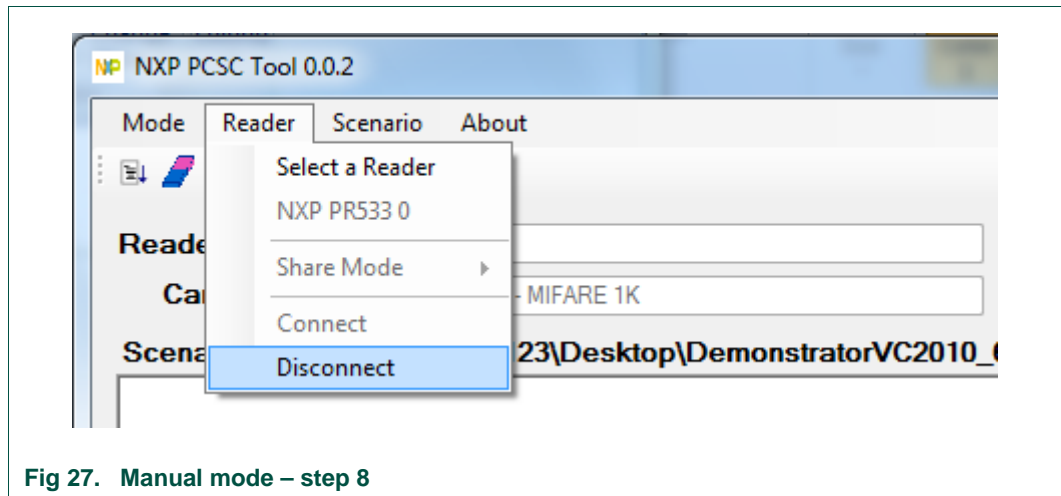 NXP PCSC Tool 0.0.2
Mode Reader Scenario About
Select a Reader
NXP PR533 0
Reade
Share Mode
Ca
- MIFARE 1K
Connect
Scena
23\Desktop\DemonstratorVC2010_
Disconnect
Fig 27. Manual mode – step 8